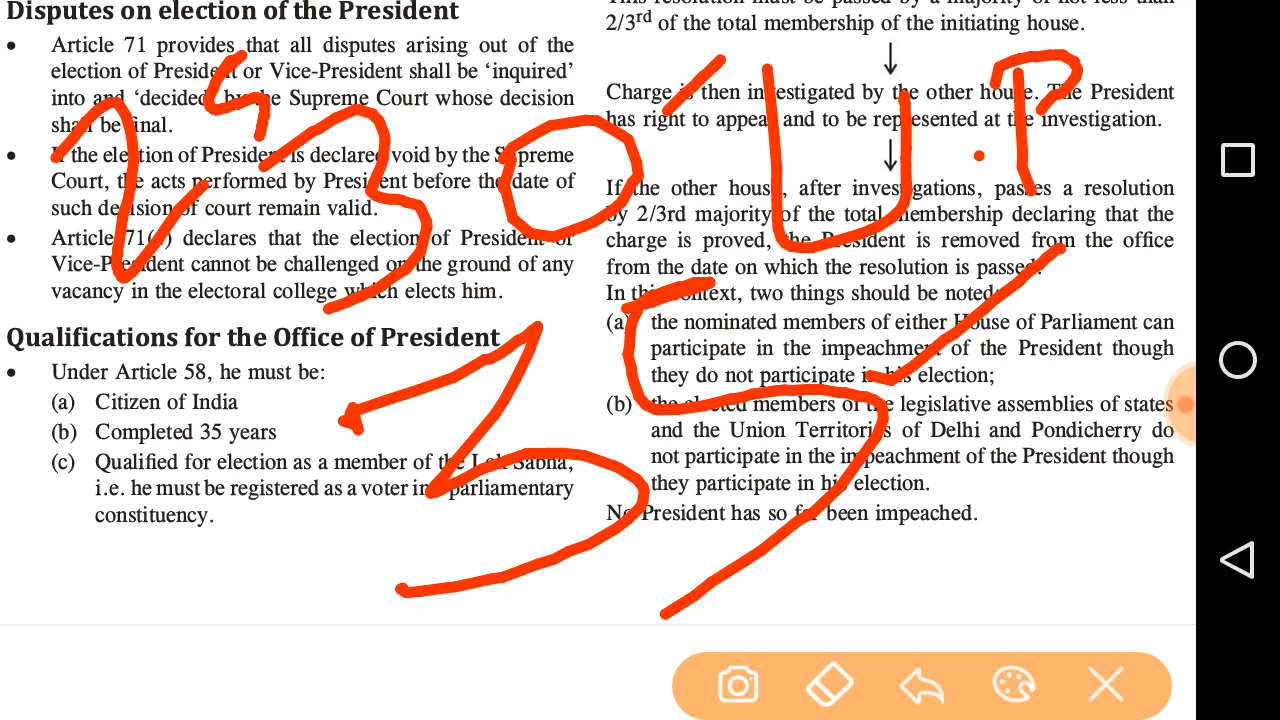 Disputes on election of the President
• Article 71 provides that all disputes arising out of the
election of President or Vice-President shall be ‘inquired’
into and ‘decided’ by the Supreme Court whose decision
shall be final.
• If the election of President is declared void by the Supreme
Court, the acts performed by President before the date of
such decision of court remain valid.
• Article 71( ) declares that the election of President or
Vice-President cannot be challenged on the ground of any
vacancy in the electoral college which elects him.
Qualifications for the Office of President
• Under Article 58, he must be:
(a) Citizen of India
(b) Completed 35 years
(c) Qualified for election as a member of the Lok Sabha,
i.e. he must be registered as a voter in parliamentary
constituency.
This resolution must be passed by a majority of not less than
2/3rd of the total membership of the initiating house.
↓
Charge is then investigated by the other house. The President
has right to appear and to be represented at the investigation.
↓
If the other house, after investigations, passes a resolution
by 2/3rd majority of the total membership declaring that the
charge is proved, the President is removed from the office
from the date on which the resolution is passed.
In this context, two things should be noted:
(a) the nominated members of either House of Parliament can
participate in the impeachment of the President though
they do not participate in his election;
(b) the elected members of the legislative assemblies of states
and the Union Territories of Delhi and Pondicherry do
not participate in the impeachment of the President though
they participate in his election.
No President has so far been impeached.
30 U.P
35